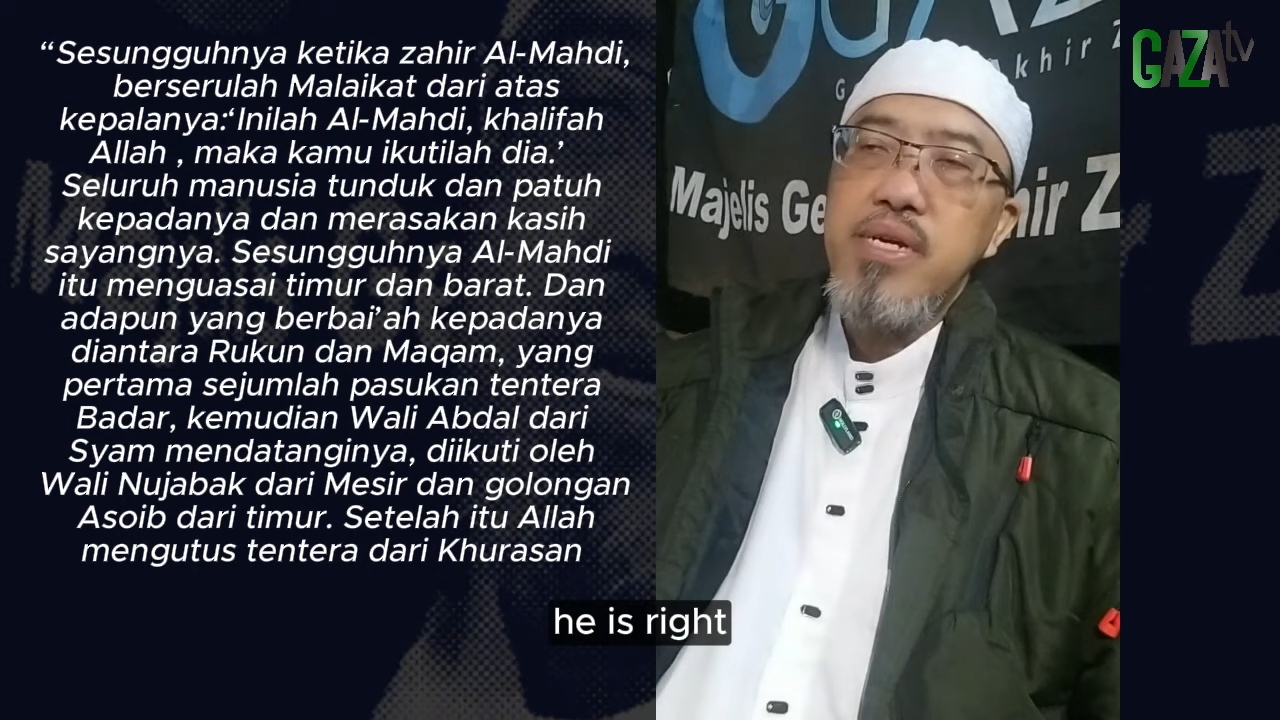 “Sesungguhnya ketika zahir Al-Mahdi,
berserulah Malaikat dari atas
kepalanya:‘Inilah Al-Mahdi, khalifah
Allah , maka kamu ikutilah dia.’
Seluruh manusia tunduk dan patuh
kepadanya dan merasakan kasih
sayangnya. Sesungguhnya Al-Mahdi
itu menguasai timur dan barat. Dan
adapun yang berbai’ah kepadanya
diantara Rukun dan Maqam, yang
pertama sejumlah pasukan tentera
Badar, kemudian Wali Abdal dari
Syam mendatanginya, diikuti oleh
Wali Nujabak dari Mesir dan golongan
Asoib dari timur. Setelah itu Allah
mengutus tentera dari Khurasan
GAZA tv
Majelis
he is right